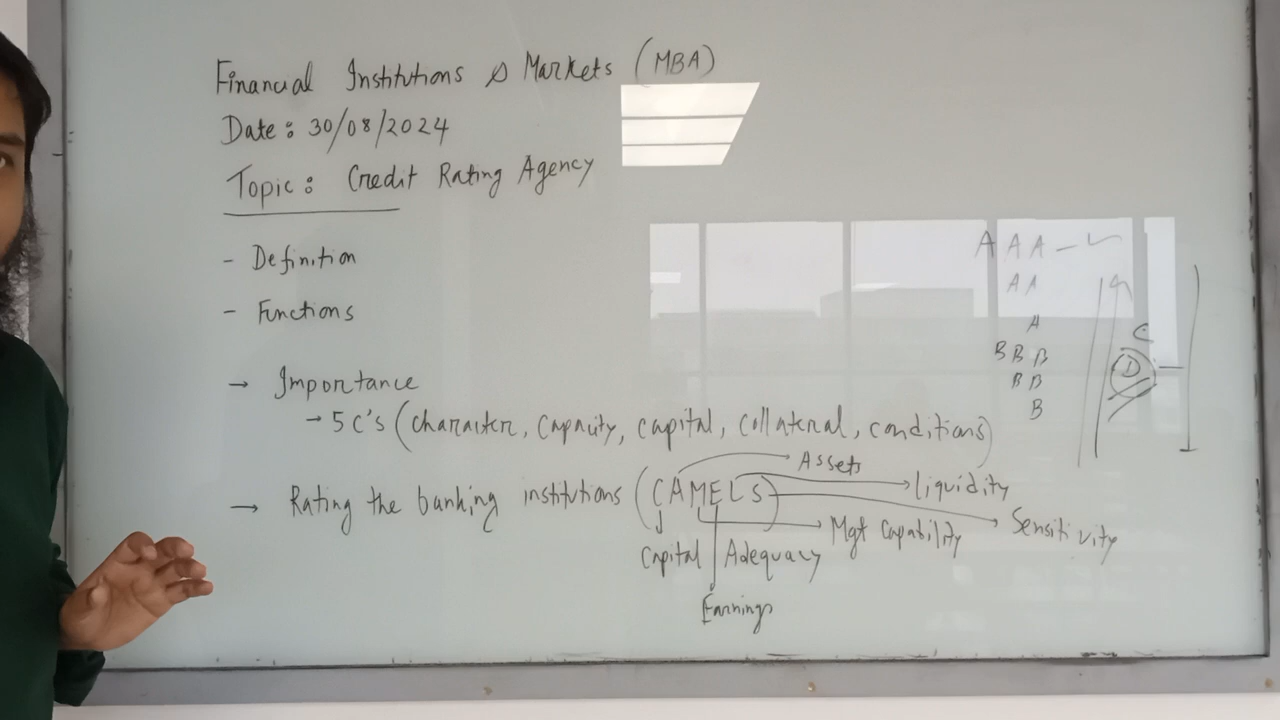 Financial Institutions & Markets (MBA)
Date : 30/08/2024
Topic : Credit Rating Agency
- Definition
- Functions
→ Importance
→ 5 C's (character, capacity, capital, collateral, conditions)
→ Rating the banking institutions (CAMELS)
Assets
liquidity
Sensitivity
Mgt Capability
Capital Adequacy
Earnings
AAA - ✓
AA
A
BBB
BB
B
C
D